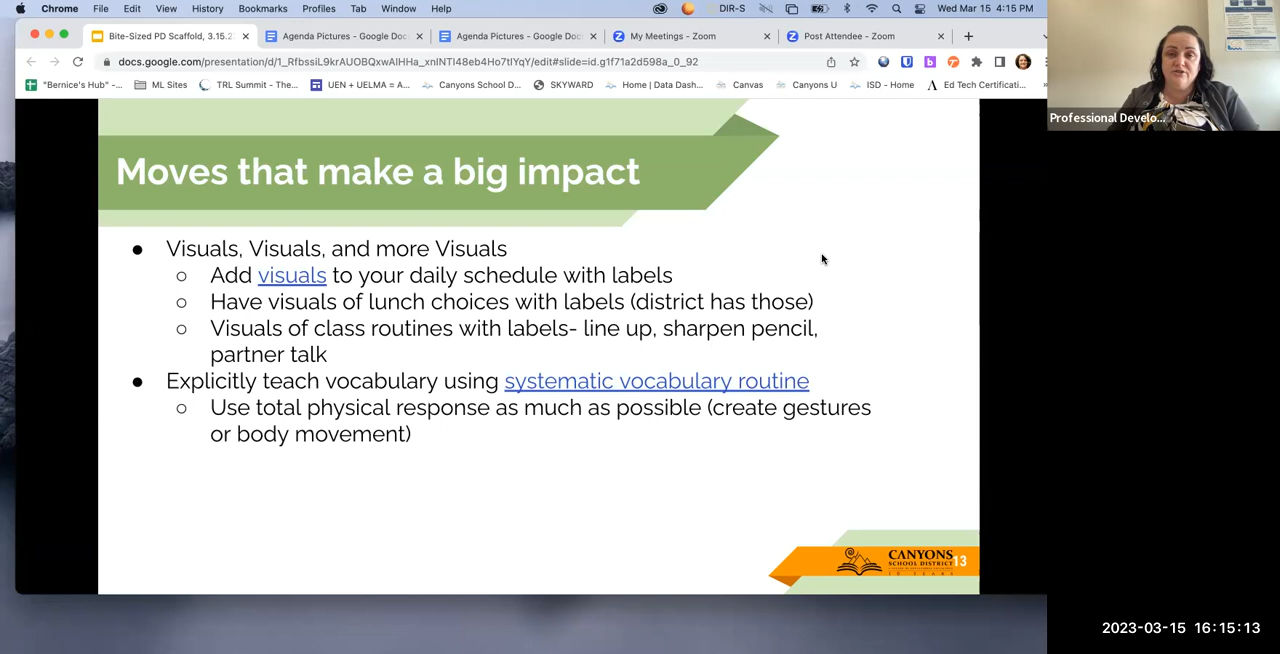 Chrome File Edit View History Bookmarks Profiles Tab Window Help DIR-S Wed Mar 15 4:15 PM
Bite-Sized PD Scaffold, 3.15.2 Agenda Pictures - Google Doc Agenda Pictures - Google Doc My Meetings - Zoom Post Attendee - Zoom
docs.google.com/presentation/d/1_RfbssiL9krAUOBQxwAIHHa_xnINTI48eb4Ho7tIYqY/edit#slide=id.g1f71a2d598a_0_92
"Bernice's Hub" -... ML Sites TRL Summit - The... UEN + UELMA = A... Canyons School D... SKYWARD Home | Data Dash... Canvas Canyons U ISD - Home Ed Tech Certificati... »
Professional Develo...
Moves that make a big impact
● Visuals, Visuals, and more Visuals
○ Add visuals to your daily schedule with labels
○ Have visuals of lunch choices with labels (district has those)
○ Visuals of class routines with labels- line up, sharpen pencil,
partner talk
● Explicitly teach vocabulary using systematic vocabulary routine
○ Use total physical response as much as possible (create gestures
or body movement)
CANYONS
SCHOOL DISTRICT
13
2023-03-15 16:15:13